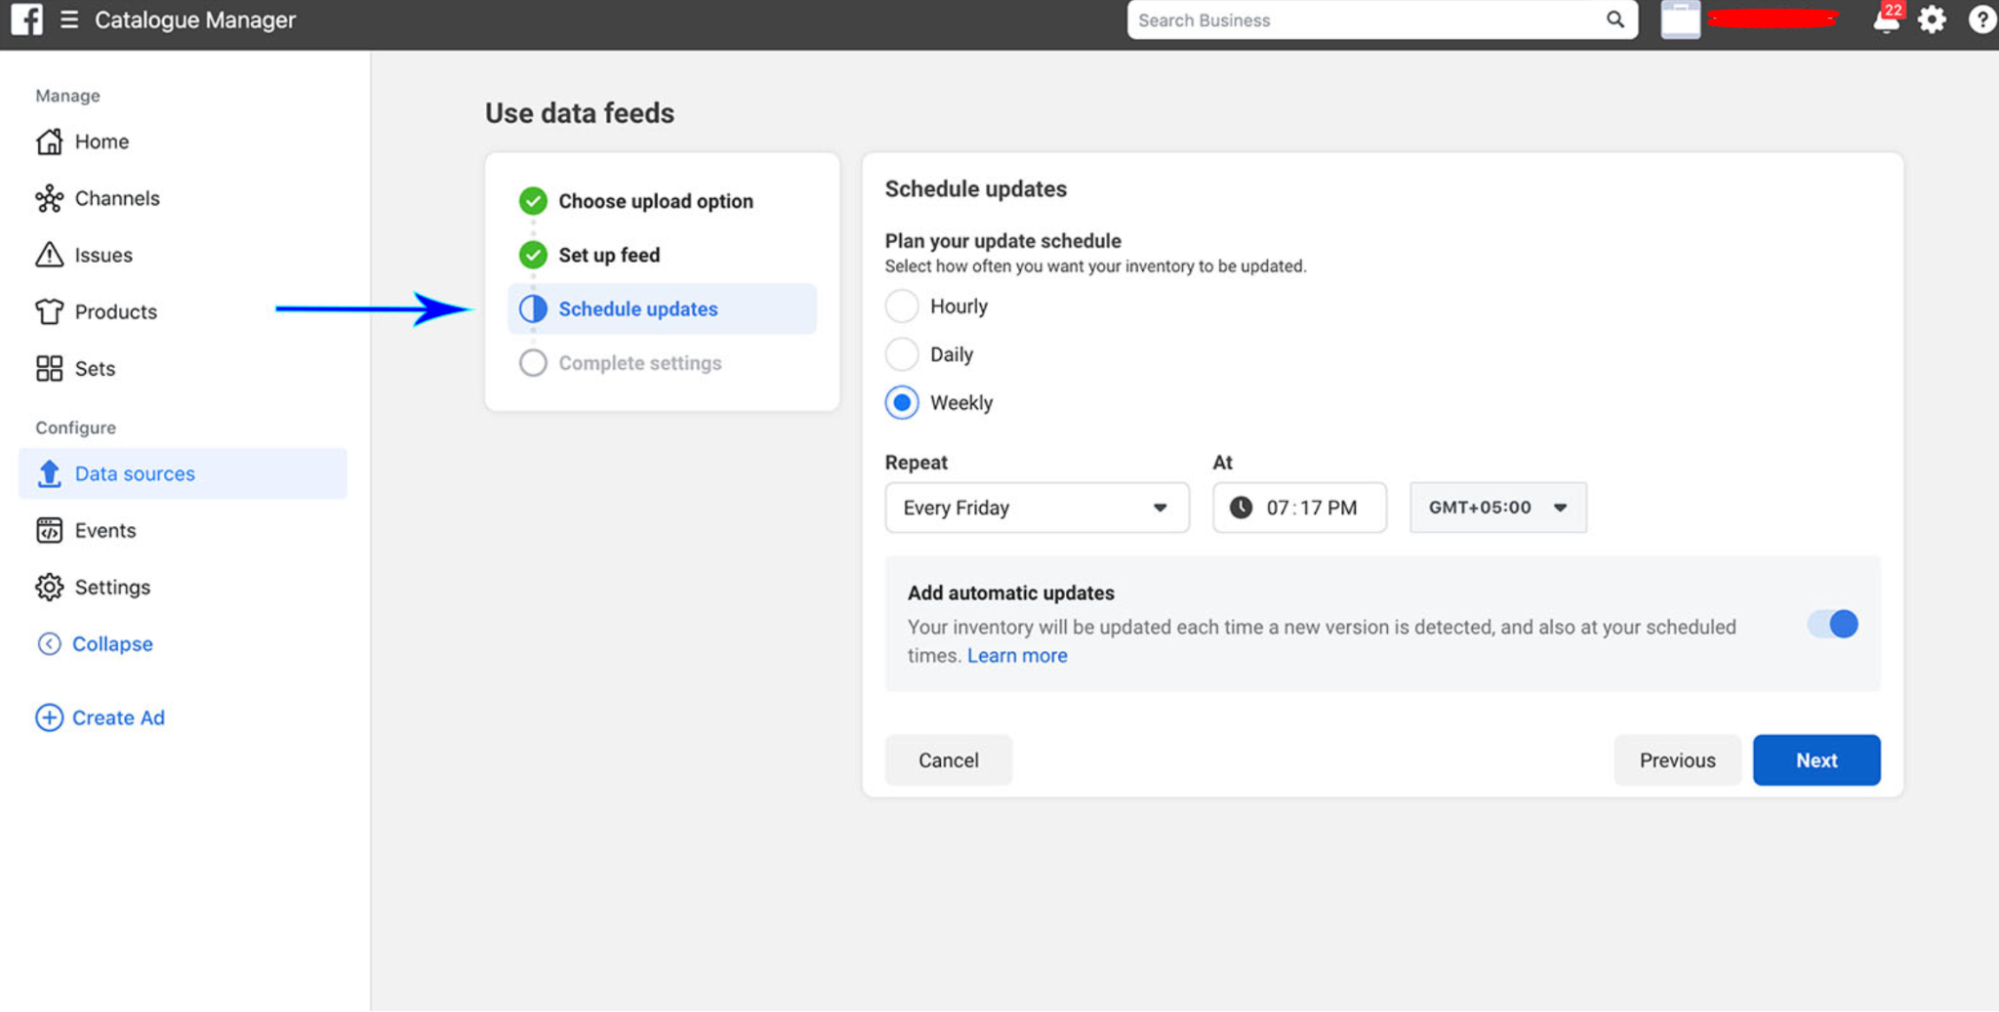 Catalogue Manager
Search Business
22
Manage
Home
Channels
Issues
Products
Sets
Configure
Data sources
Events
Settings
Collapse
Create Ad
Use data feeds
Choose upload option
Set up feed
Schedule updates
Complete settings
Schedule updates
Plan your update schedule
Select how often you want your inventory to be updated.
Hourly
Daily
Weekly
Repeat
At
Every Friday
07:17 PM
GMT+05:00
Add automatic updates
Your inventory will be updated each time a new version is detected, and also at your scheduled
times. Learn more
Cancel
Previous
Next